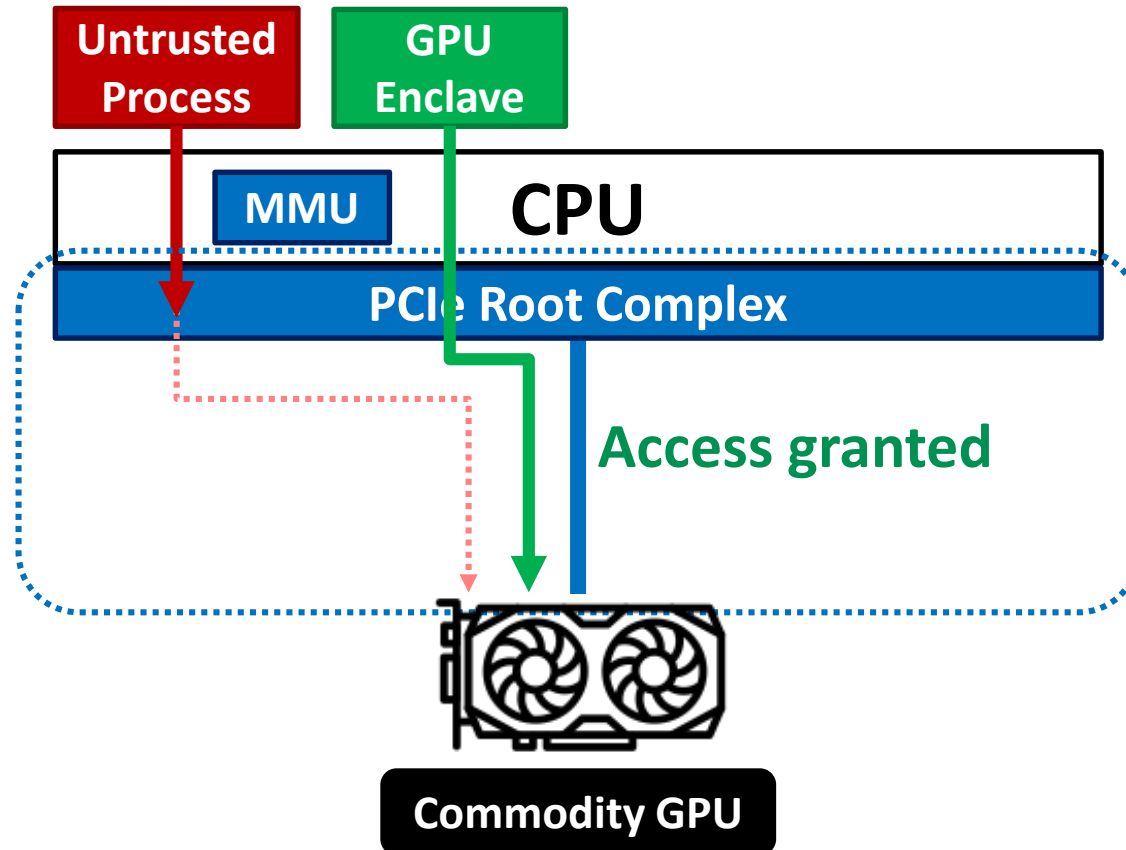 Untrusted
Process
GPU
Enclave
MMU
CPU
PCIe Root Complex
Access granted
Commodity GPU